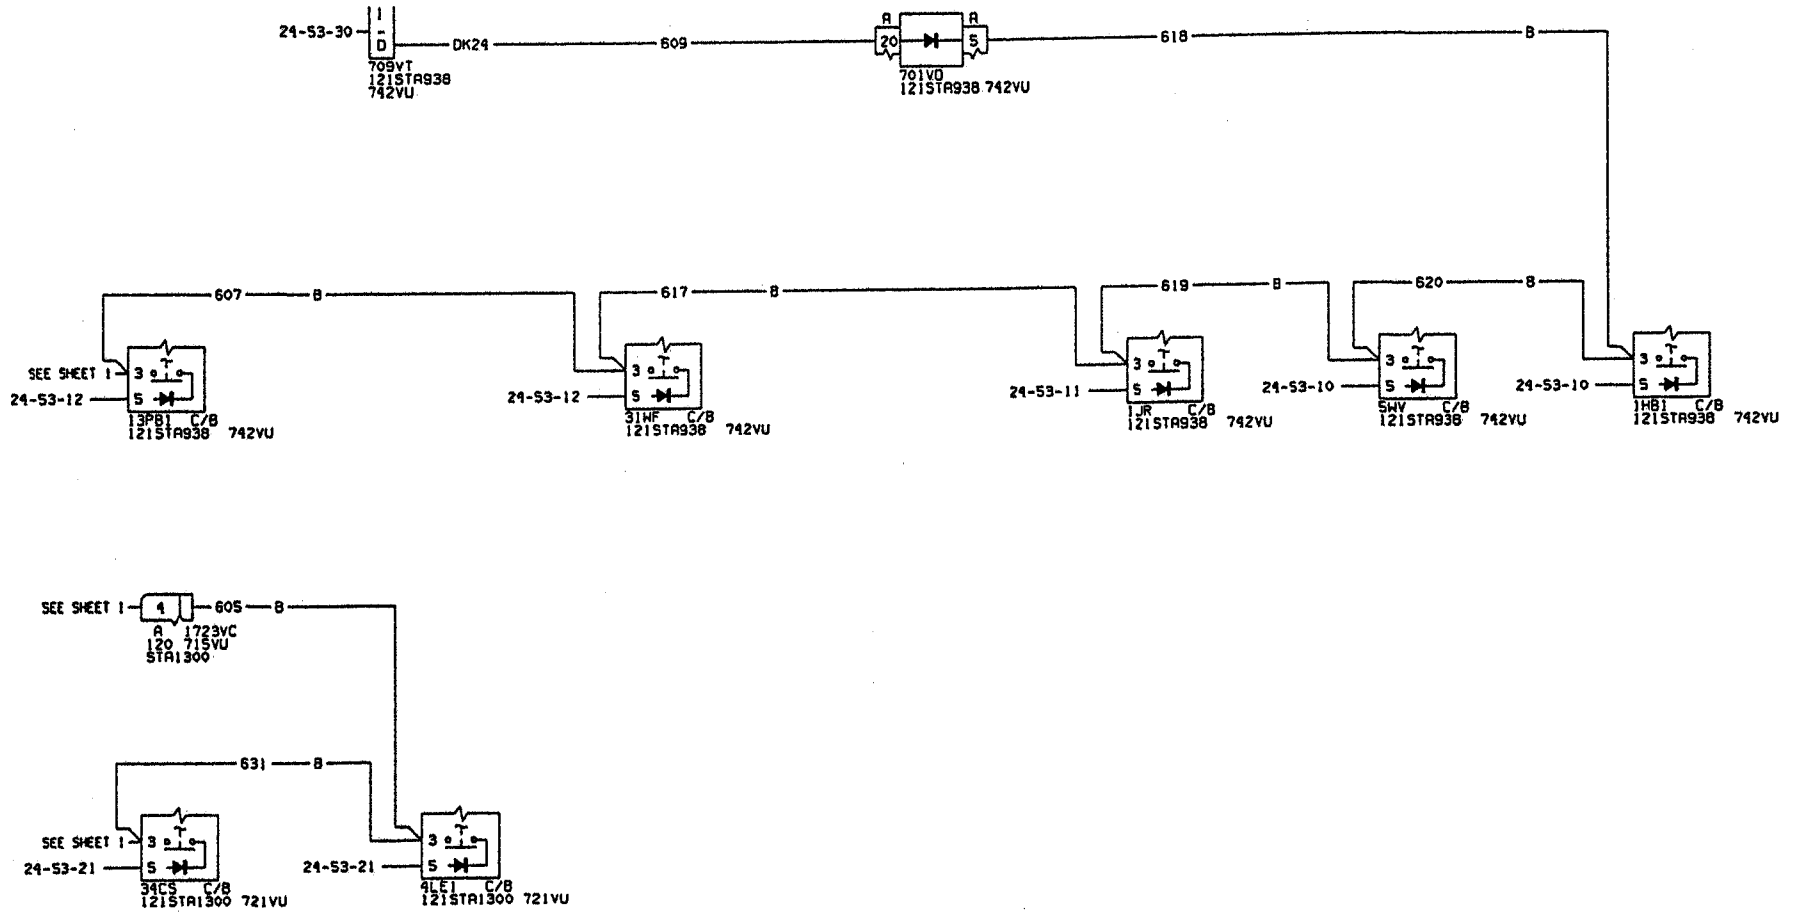 1
24-53-30
D
DK24
609
A
20
A
5
618
B
709VT
121STA938
742VU
701VD
121STA938 742VU
607
B
617
B
619
B
620
B
SEE SHEET 1
3
24-53-12
5
13PB1 C/B
121STA938 742VU
3
24-53-12
5
31WF C/B
121STA938 742VU
3
24-53-11
5
1JR C/B
121STA938 742VU
3
24-53-10
5
5WV C/B
121STA938 742VU
3
24-53-10
5
1HB1 C/B
121STA938 742VU
SEE SHEET 1
4
605
B
A 1723VC
120 715VU
STA1300
631
B
SEE SHEET 1
3
24-53-21
5
34CS C/B
121STA1300 721VU
3
24-53-21
5
4LE1 C/B
121STA1300 721VU